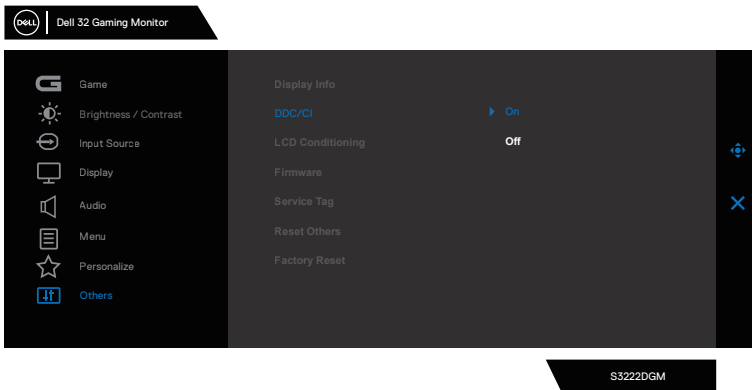 DELL Dell 32 Gaming Monitor
Game
Display Info
Brightness / Contrast
DDC/CI
On
Input Source
LCD Conditioning
Off
Display
Firmware
Audio
Service Tag
Menu
Reset Others
Personalize
Factory Reset
Others
S3222DGM